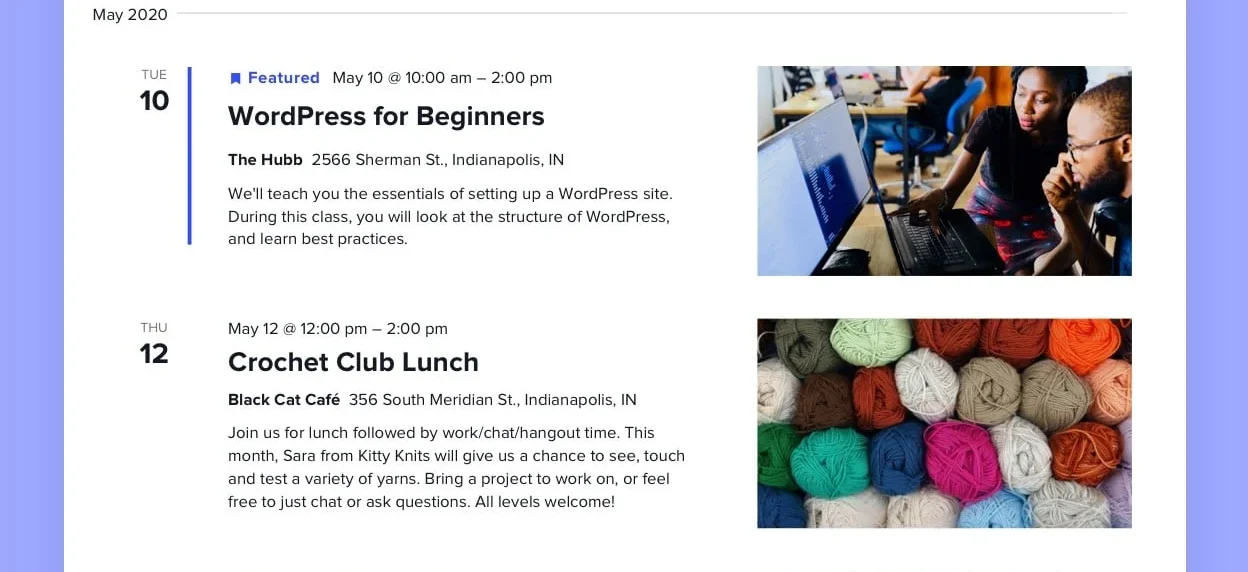 May 2020
TUE
10
Featured May 10 @ 10:00 am – 2:00 pm
WordPress for Beginners
The Hubb 2566 Sherman St., Indianapolis, IN
We'll teach you the essentials of setting up a WordPress site.
During this class, you will look at the structure of WordPress,
and learn best practices.
THU
12
May 12 @ 12:00 pm – 2:00 pm
Crochet Club Lunch
Black Cat Café 356 South Meridian St., Indianapolis, IN
Join us for lunch followed by work/chat/hangout time. This
month, Sara from Kitty Knits will give us a chance to see, touch
and test a variety of yarns. Bring a project to work on, or feel
free to just chat or ask questions. All levels welcome!